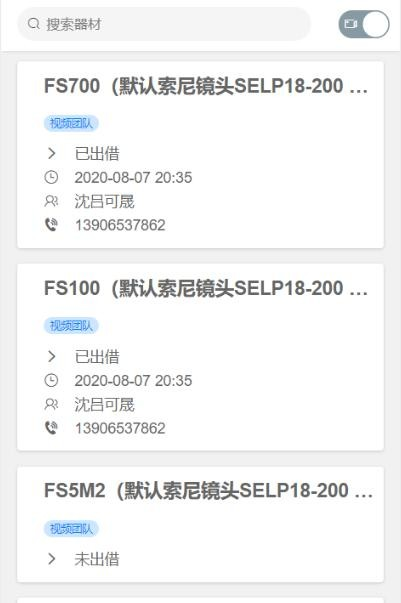 搜索器材
FS700（默认索尼镜头SELP18-200 …
视频团队
已出借
2020-08-07 20:35
沈吕可晟
13906537862
FS100（默认索尼镜头SELP18-200 …
视频团队
已出借
2020-08-07 20:35
沈吕可晟
13906537862
FS5M2（默认索尼镜头SELP18-200 …
视频团队
未出借